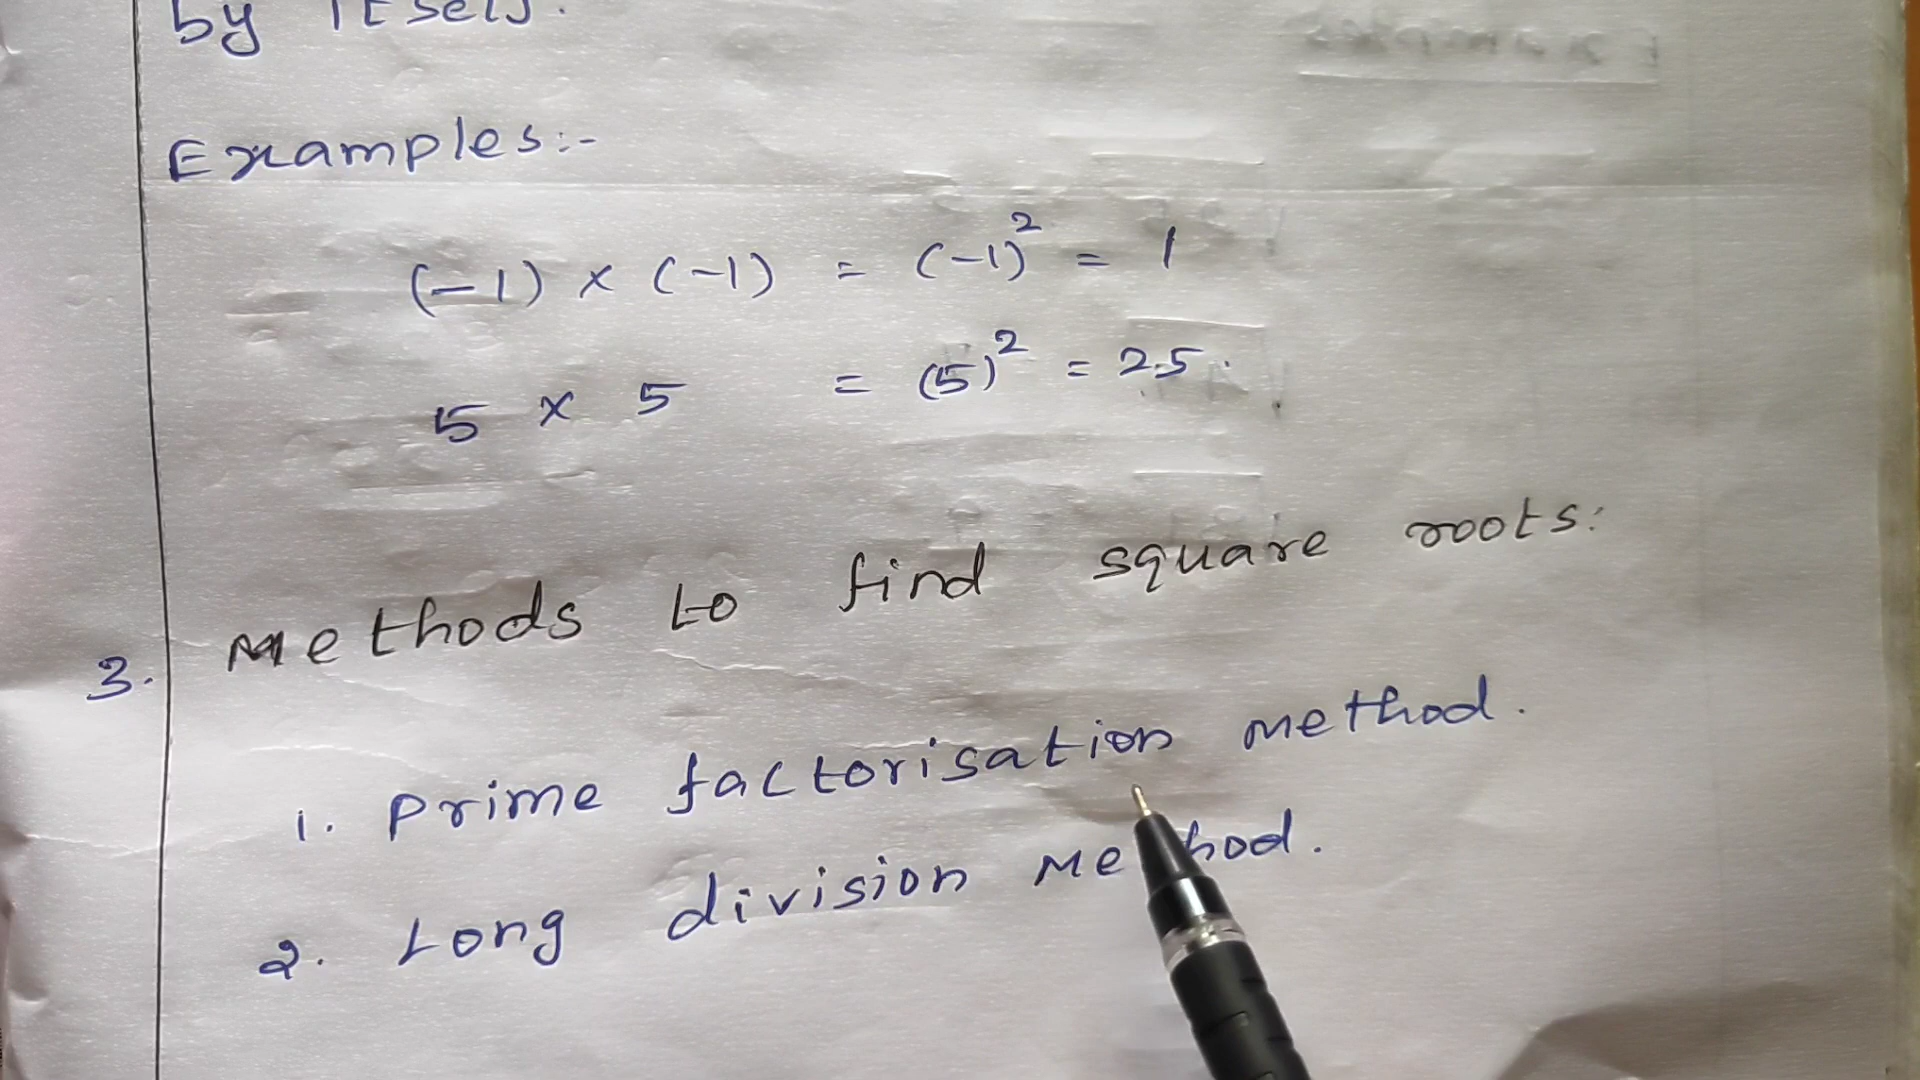 by itself.
Examples:-
(-1) x (-1) = (-1)² = 1
5 x 5 = (5)² = 25.
3. Methods to find square roots:
1. Prime factorisation method.
2. Long division Method.